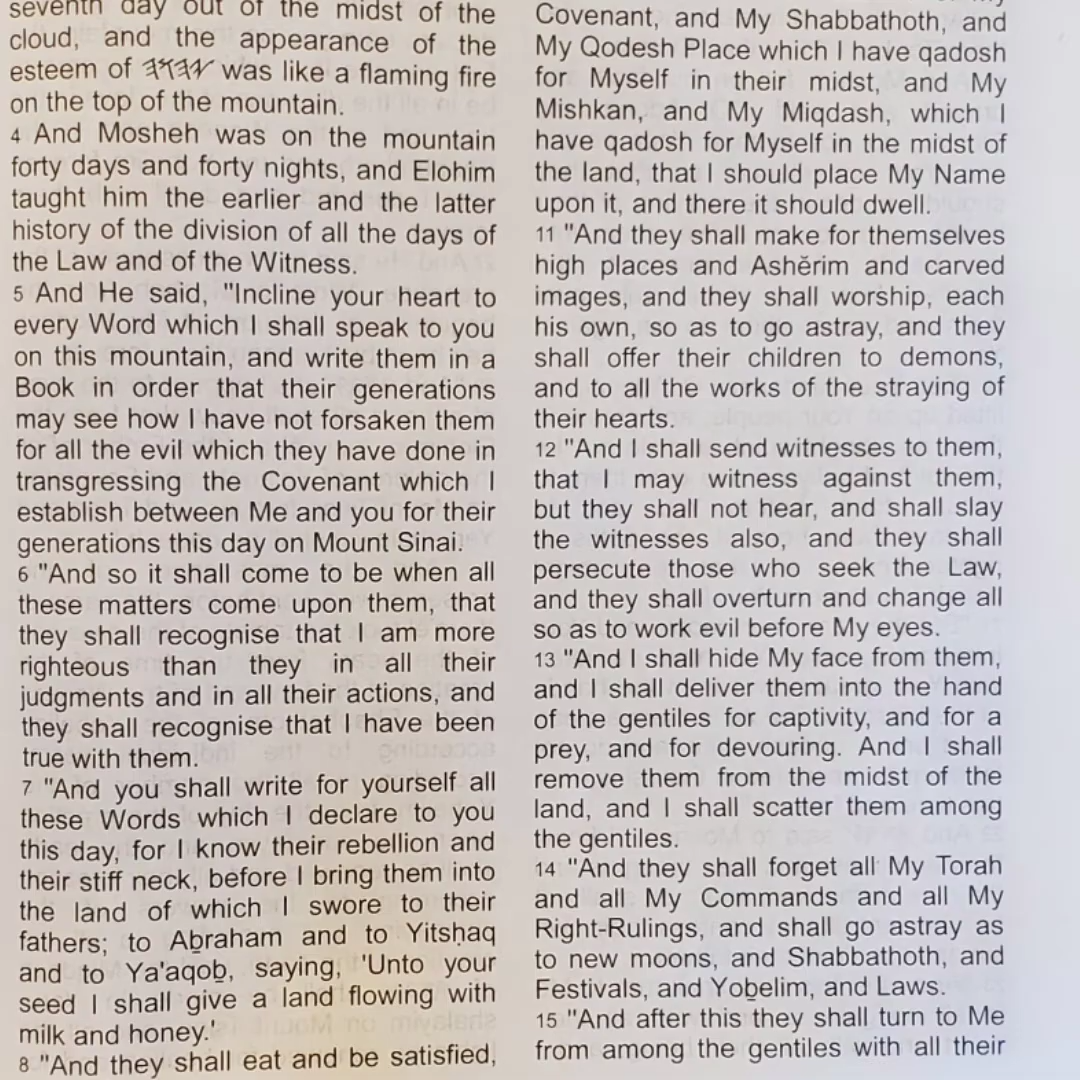 seventh day out of the midst of the
cloud, and the appearance of the
esteem of 𐤉𐤄𐤅𐤄 was like a flaming fire
on the top of the mountain.
4 And Mosheh was on the mountain
forty days and forty nights, and Elohim
taught him the earlier and the latter
history of the division of all the days of
the Law and of the Witness.
5 And He said, "Incline your heart to
every Word which I shall speak to you
on this mountain, and write them in a
Book in order that their generations
may see how I have not forsaken them
for all the evil which they have done in
transgressing the Covenant which I
establish between Me and you for their
generations this day on Mount Sinai.
6 "And so it shall come to be when all
these matters come upon them, that
they shall recognise that I am more
righteous than they in all their
judgments and in all their actions, and
they shall recognise that I have been
true with them.
7 "And you shall write for yourself all
these Words which I declare to you
this day, for I know their rebellion and
their stiff neck, before I bring them into
the land of which I swore to their
fathers; to Aḇraham and to Yitsḥaq
and to Ya'aqoḇ, saying, 'Unto your
seed I shall give a land flowing with
milk and honey.'
8 "And they shall eat and be satisfied,
Covenant, and My Shabbathoth, and
My Qodesh Place which I have qadosh
for Myself in their midst, and My
Mishkan, and My Miqdash, which I
have qadosh for Myself in the midst of
the land, that I should place My Name
upon it, and there it should dwell.
11 "And they shall make for themselves
high places and Ashĕrim and carved
images, and they shall worship, each
his own, so as to go astray, and they
shall offer their children to demons,
and to all the works of the straying of
their hearts.
12 "And I shall send witnesses to them,
that I may witness against them,
but they shall not hear, and shall slay
the witnesses also, and they shall
persecute those who seek the Law,
and they shall overturn and change all
so as to work evil before My eyes.
13 "And I shall hide My face from them,
and I shall deliver them into the hand
of the gentiles for captivity, and for a
prey, and for devouring. And I shall
remove them from the midst of the
land, and I shall scatter them among
the gentiles.
14 "And they shall forget all My Torah
and all My Commands and all My
Right-Rulings, and shall go astray as
to new moons, and Shabbathoth, and
Festivals, and Yoḇelim, and Laws.
15 "And after this they shall turn to Me
from among the gentiles with all their